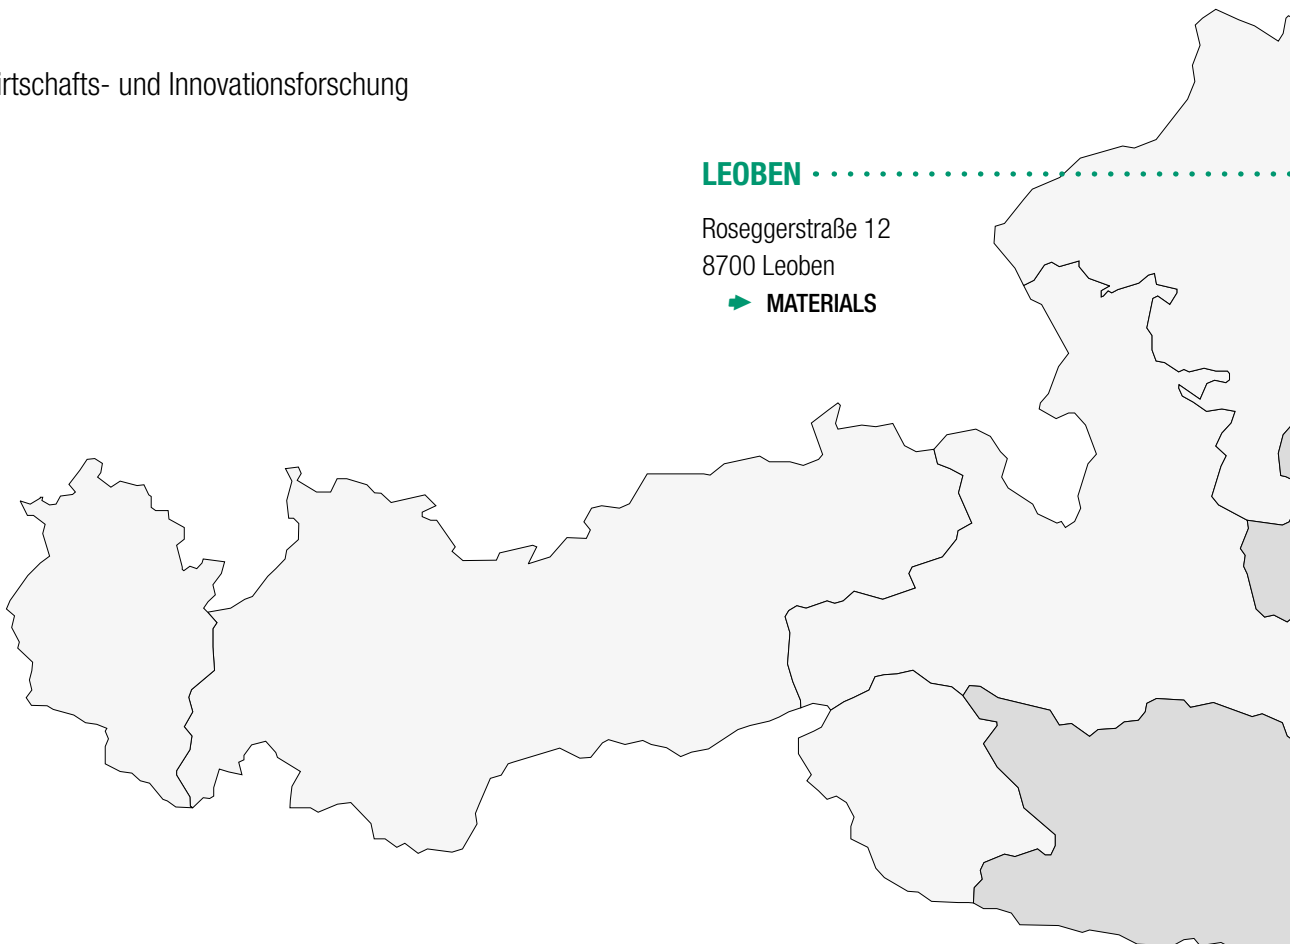 irtschafts- und Innovationsforschung
LEOBEN
Roseggerstraße 12
8700 Leoben
MATERIALS